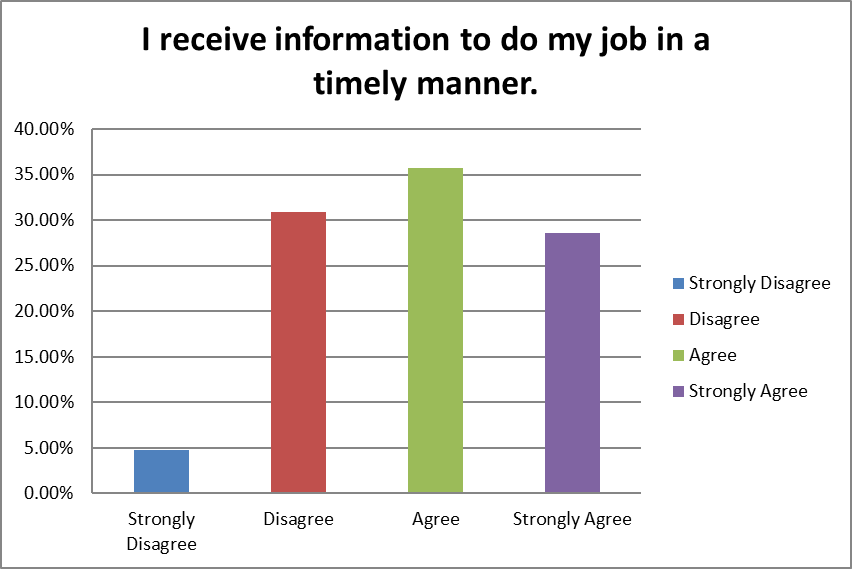 I receive information to do my job in a
timely manner.
40.00%
35.00%
30.00%
25.00%
20.00%
15.00%
10.00%
5.00%
0.00%
Strongly
Disagree
Disagree
Agree
Strongly Agree
Strongly Disagree
Disagree
Agree
Strongly Agree